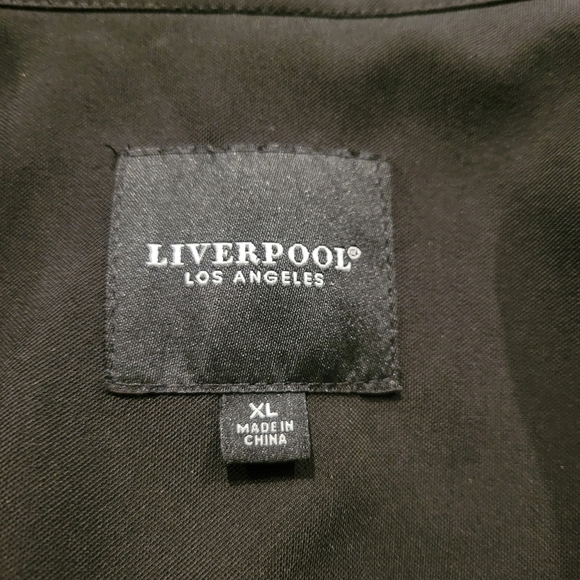 LIVERPOOL®
LOS ANGELES
XL
MADE IN
CHINA